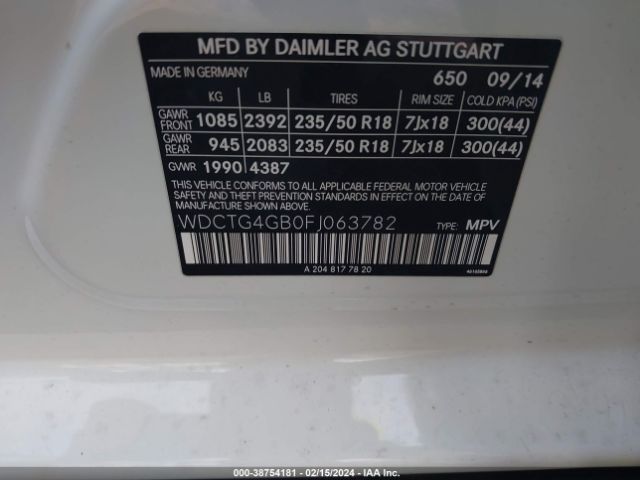 MFD BY DAIMLER AG STUTTGART
MADE IN GERMANY 650 09/14
KG LB TIRES RIM SIZE COLD KPA (PSI)
GAWR FRONT 1085 2392 235/50 R18 7Jx18 300(44)
GAWR REAR 945 2083 235/50 R18 7Jx18 300(44)
GVWR 1990 4387
THIS VEHICLE CONFORMS TO ALL APPLICABLE FEDERAL MOTOR VEHICLE
SAFETY AND THEFT PREVENTION STANDARDS IN EFFECT ON THE DATE
OF MANUFACTURE SHOWN ABOVE.
WDCTG4GB0FJ063782 TYPE: MPV
A 204 817 78 20
000-38754181 - 02/15/2024 - IAA Inc.